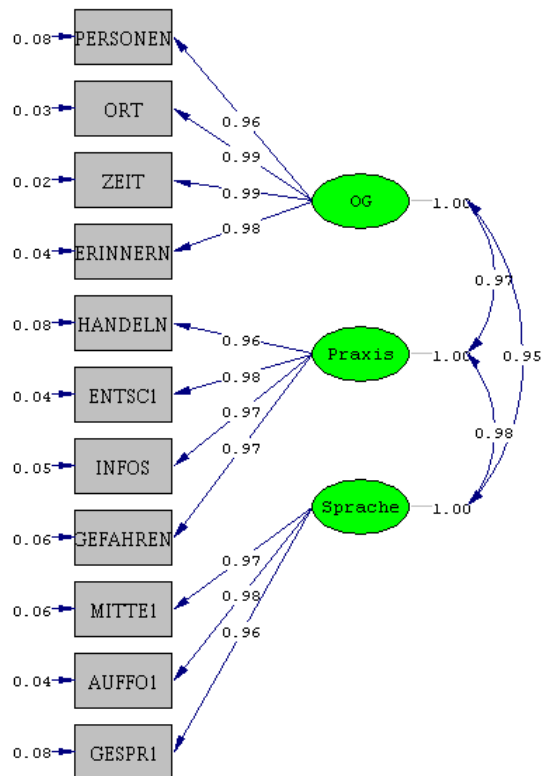 0.08 PERSONEN
0.96
0.03 ORT
0.99
0.02 ZEIT
0.99
OG 1.00
0.98
0.04 ERINNERN
0.97
0.08 HANDELN
0.96
Praxis 1.00 0.95
0.04 ENTSC1
0.98
0.97
0.05 INFOS
0.97
0.98
Sprache 1.00
0.06 GEFAHREN
0.97
0.98
0.06 MITTE1
0.96
0.04 AUFFO1
0.08 GESPR1